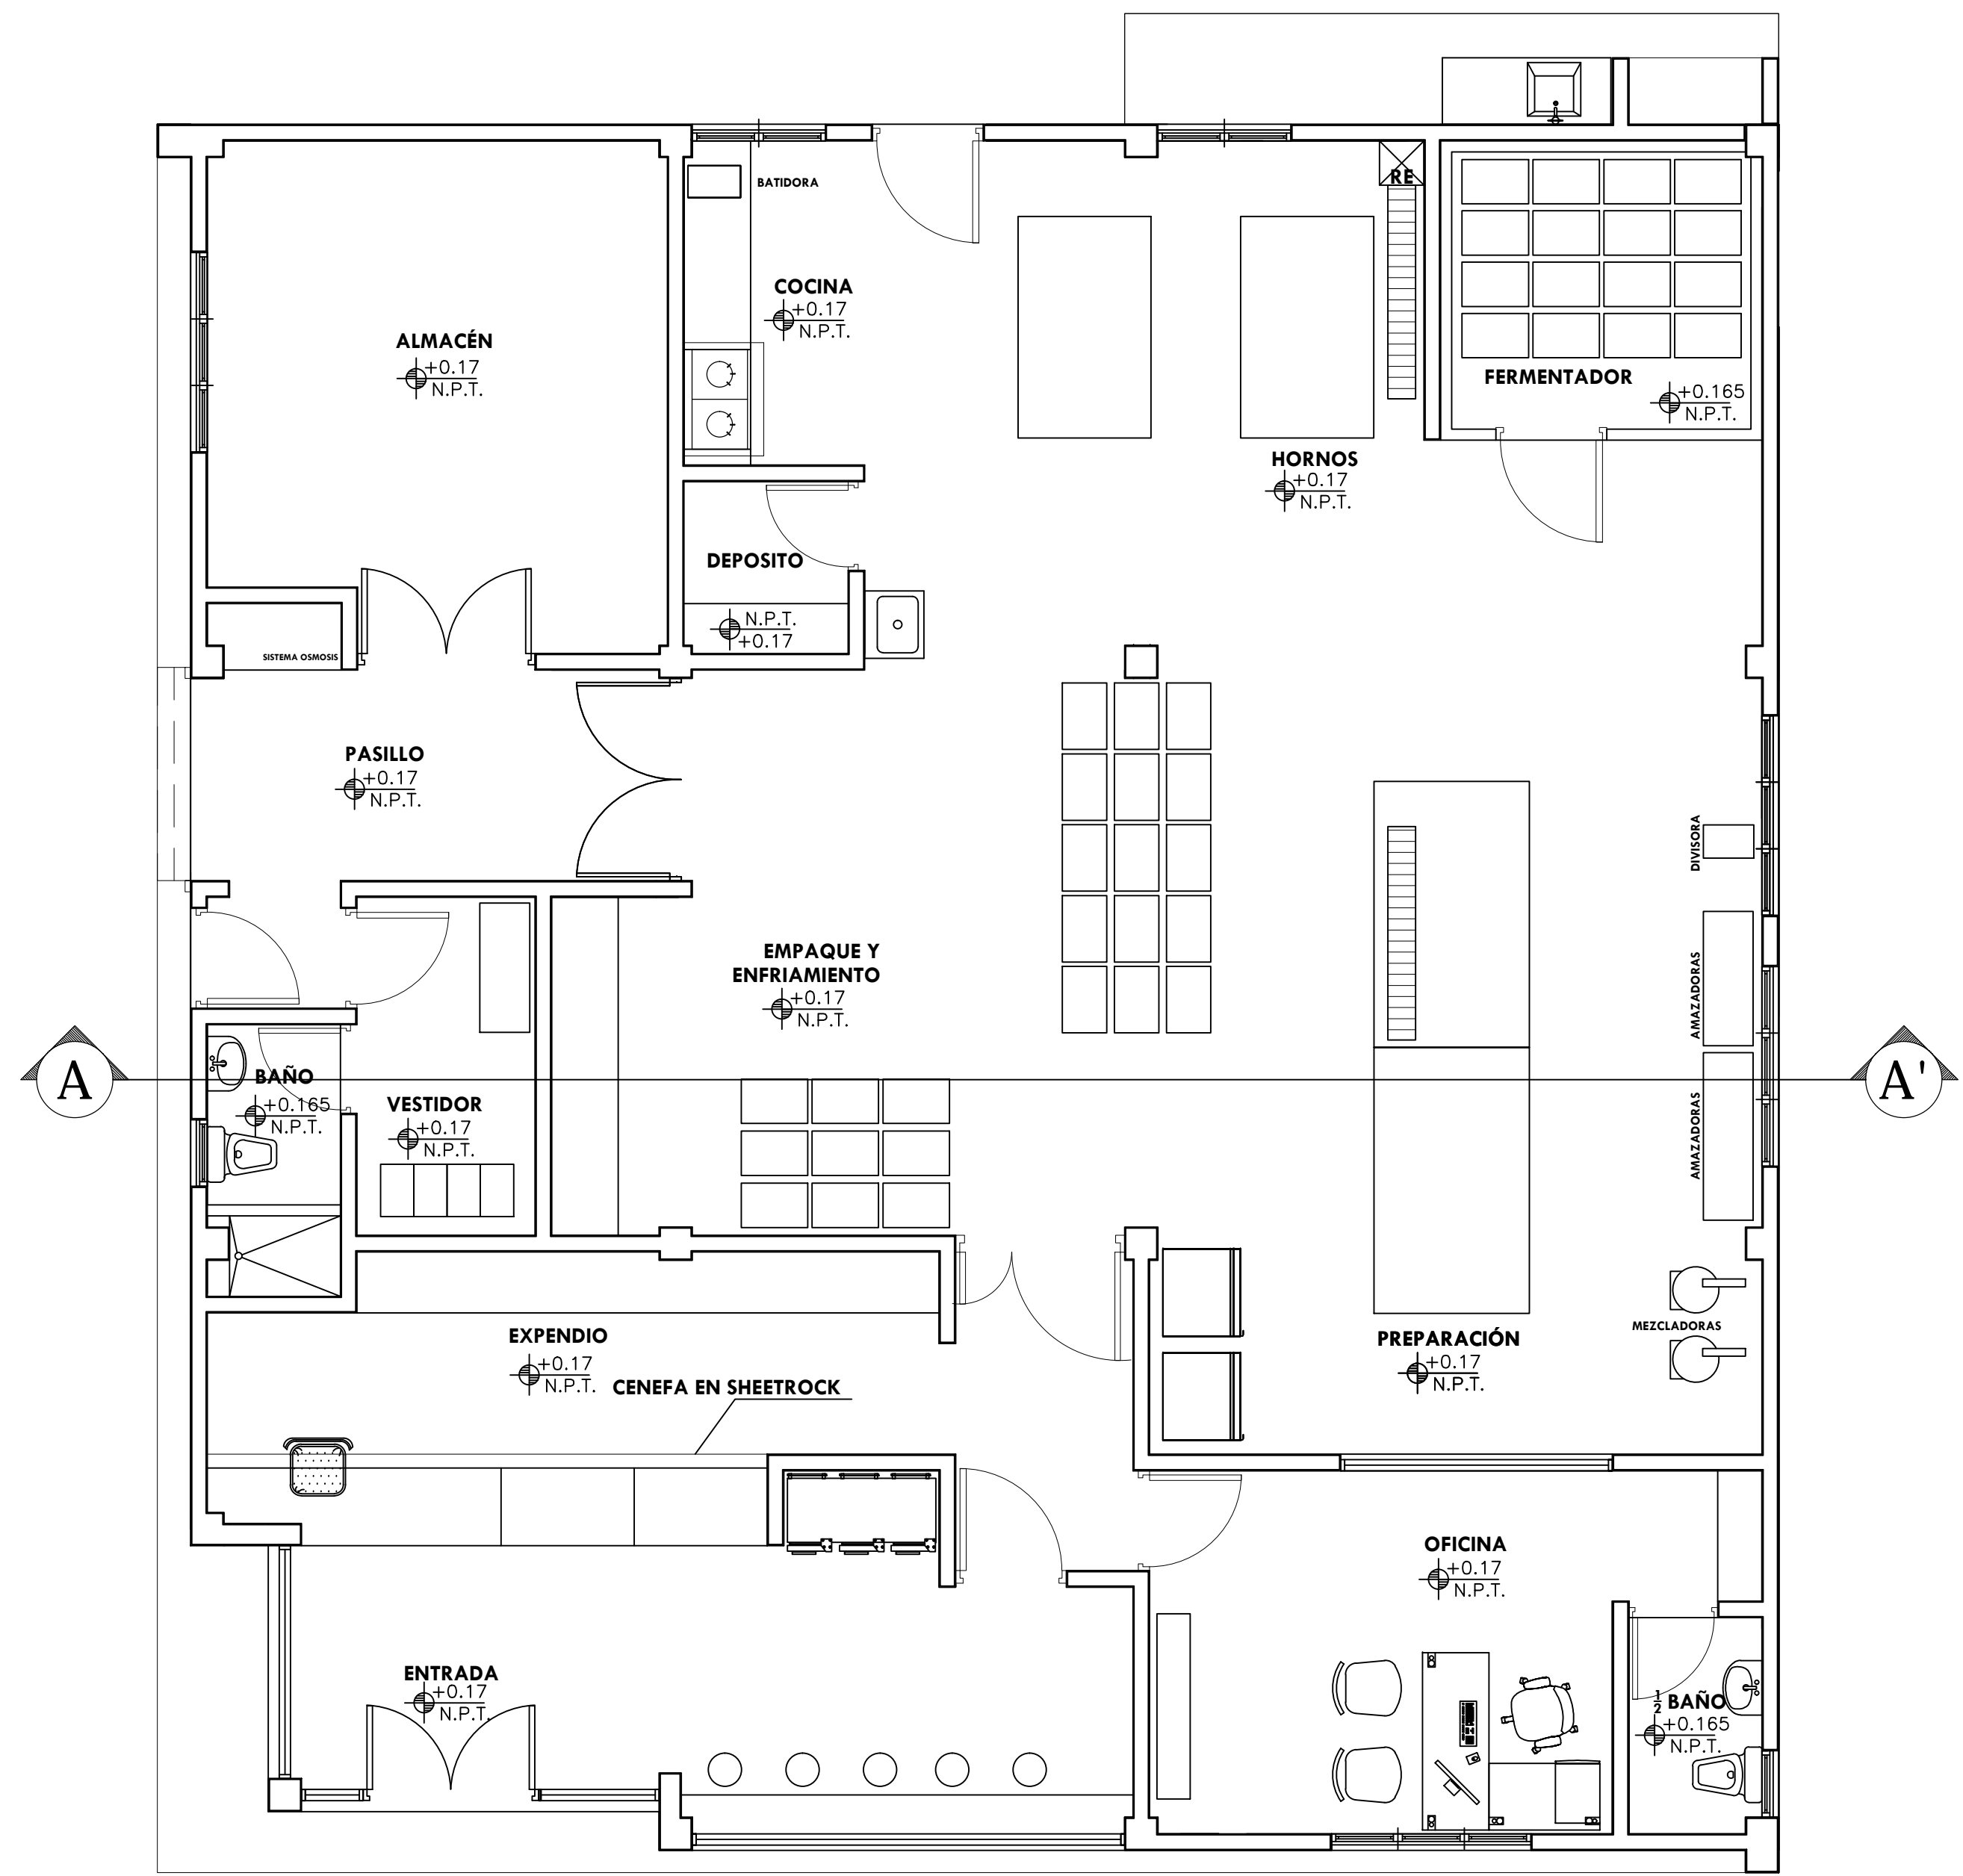 BATIDORA
RE
COCINA
+0.17
N.P.T.
ALMACÉN
+0.17
N.P.T.
FERMENTADOR
+0.165
N.P.T.
HORNOS
+0.17
N.P.T.
DEPOSITO
N.P.T.
+0.17
SISTEMA OSMOSIS
PASILLO
+0.17
N.P.T.
DIVISORA
EMPAQUE Y
ENFRIAMIENTO
+0.17
N.P.T.
AMAZADORAS
A
A'
BAÑO
+0.165
N.P.T.
VESTIDOR
+0.17
N.P.T.
AMAZADORAS
EXPENDIO
+0.17
N.P.T.
CENEFA EN SHEETROCK
MEZCLADORAS
PREPARACIÓN
+0.17
N.P.T.
OFICINA
+0.17
N.P.T.
ENTRADA
+0.17
N.P.T.
½ BAÑO
+0.165
N.P.T.